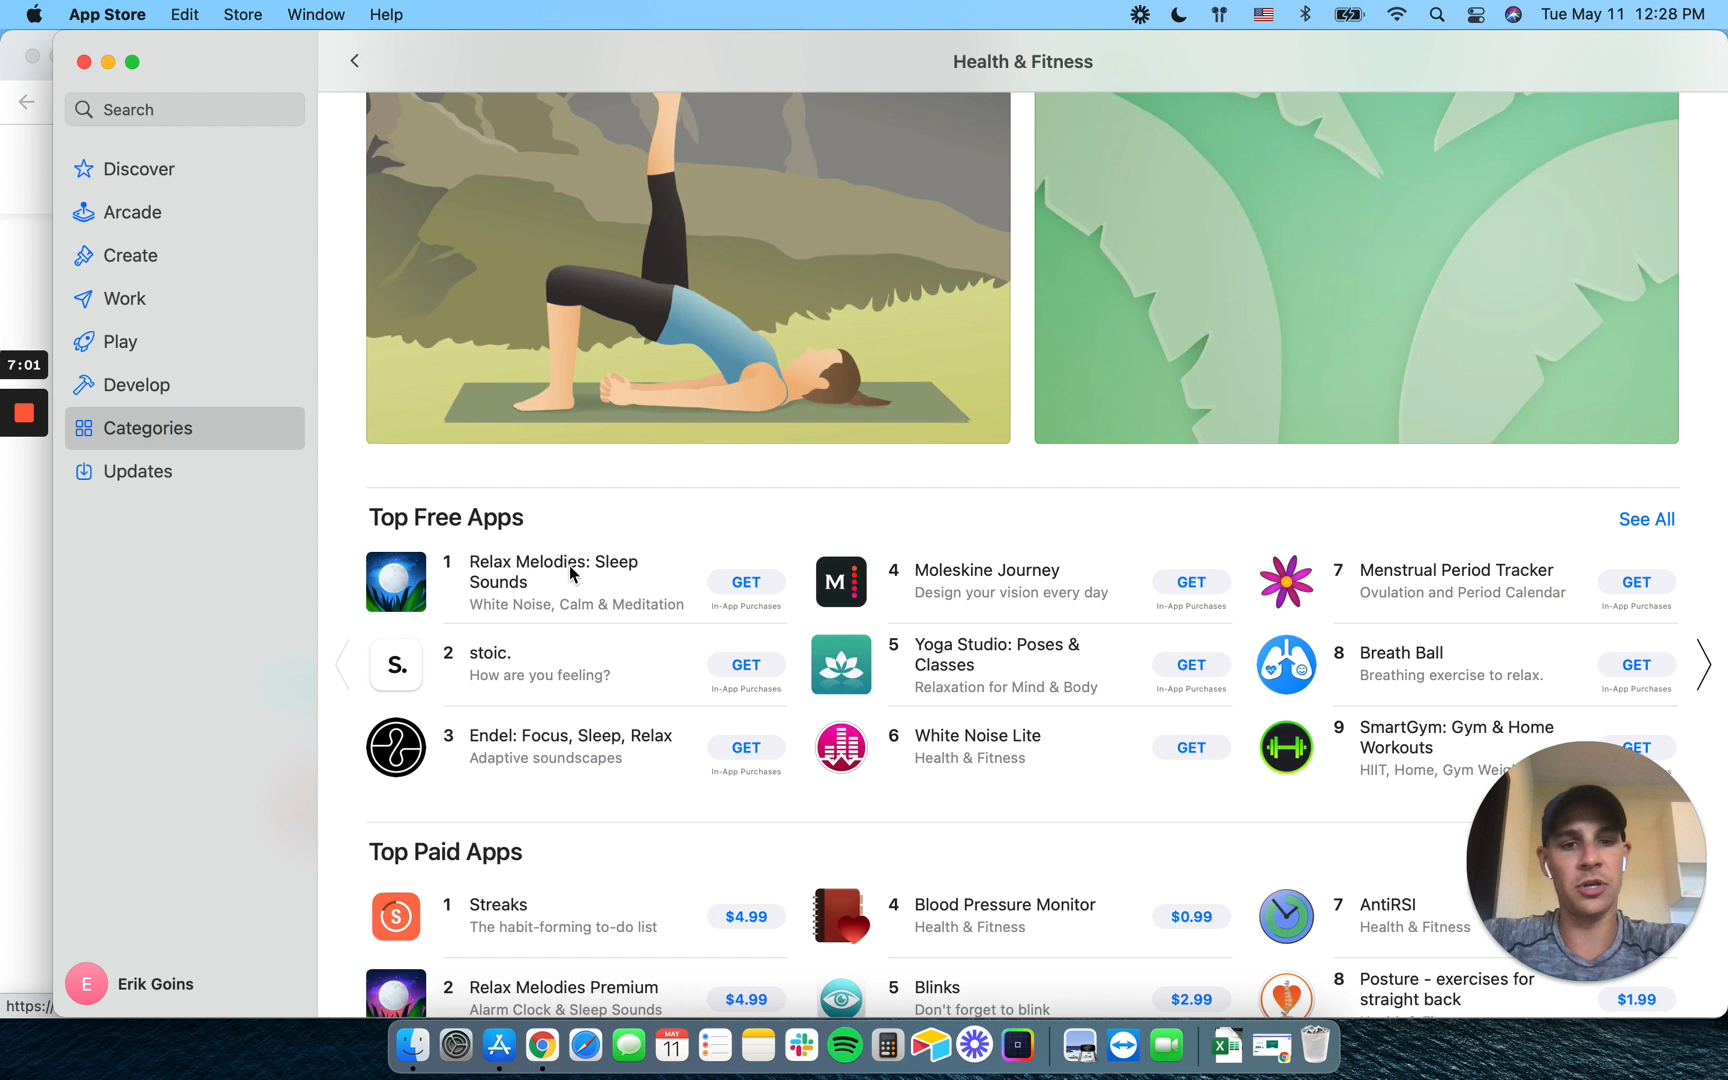 App Store Edit Store Window Help Tue May 11 12:28 PM
Health & Fitness
Search
Discover
Arcade
Create
Work
Play
7:01
Develop
Categories
Updates
Erik Goins
E
https:/
Top Free Apps
See All
1 Relax Melodies: Sleep Sounds
White Noise, Calm & Meditation
GET
In-App Purchases
S.
2 stoic.
How are you feeling?
GET
In-App Purchases
3 Endel: Focus, Sleep, Relax
Adaptive soundscapes
GET
In-App Purchases
M
4 Moleskine Journey
Design your vision every day
GET
In-App Purchases
5 Yoga Studio: Poses & Classes
Relaxation for Mind & Body
GET
In-App Purchases
6 White Noise Lite
Health & Fitness
GET
7 Menstrual Period Tracker
Ovulation and Period Calendar
GET
In-App Purchases
8 Breath Ball
Breathing exercise to relax.
GET
In-App Purchases
9 SmartGym: Gym & Home Workouts
HIIT, Home, Gym
GET
Top Paid Apps
S
1 Streaks
The habit-forming to-do list
$4.99
2 Relax Melodies Premium
Alarm Clock & Sleep Sounds
$4.99
4 Blood Pressure Monitor
Health & Fitness
$0.99
5 Blinks
Don't forget to blink
$2.99
7 AntiRSI
Health & Fitness
8 Posture - exercises for straight back
$1.99
MAY
11